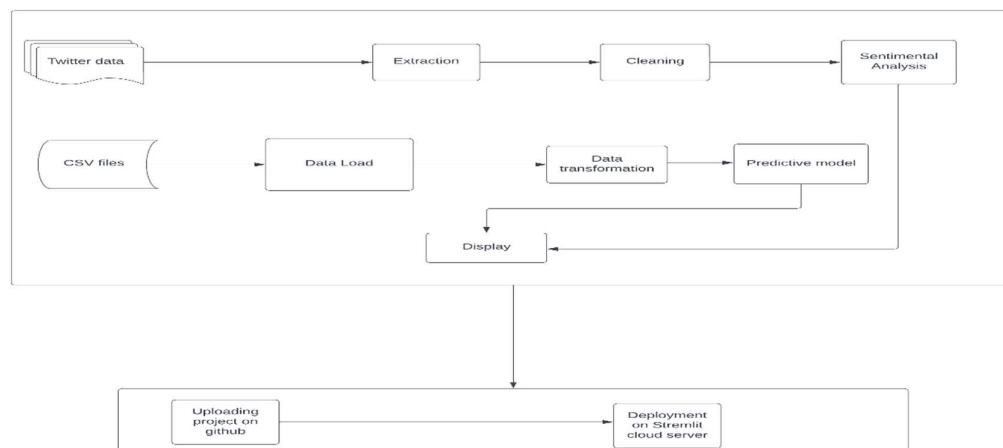 Twitter data
Extraction
Cleaning
Sentimental
Analysis
CSV files
Data Load
Data
transformation
Predictive model
Display
Uploading
project on
github
Deployment
on Stremlit
cloud server